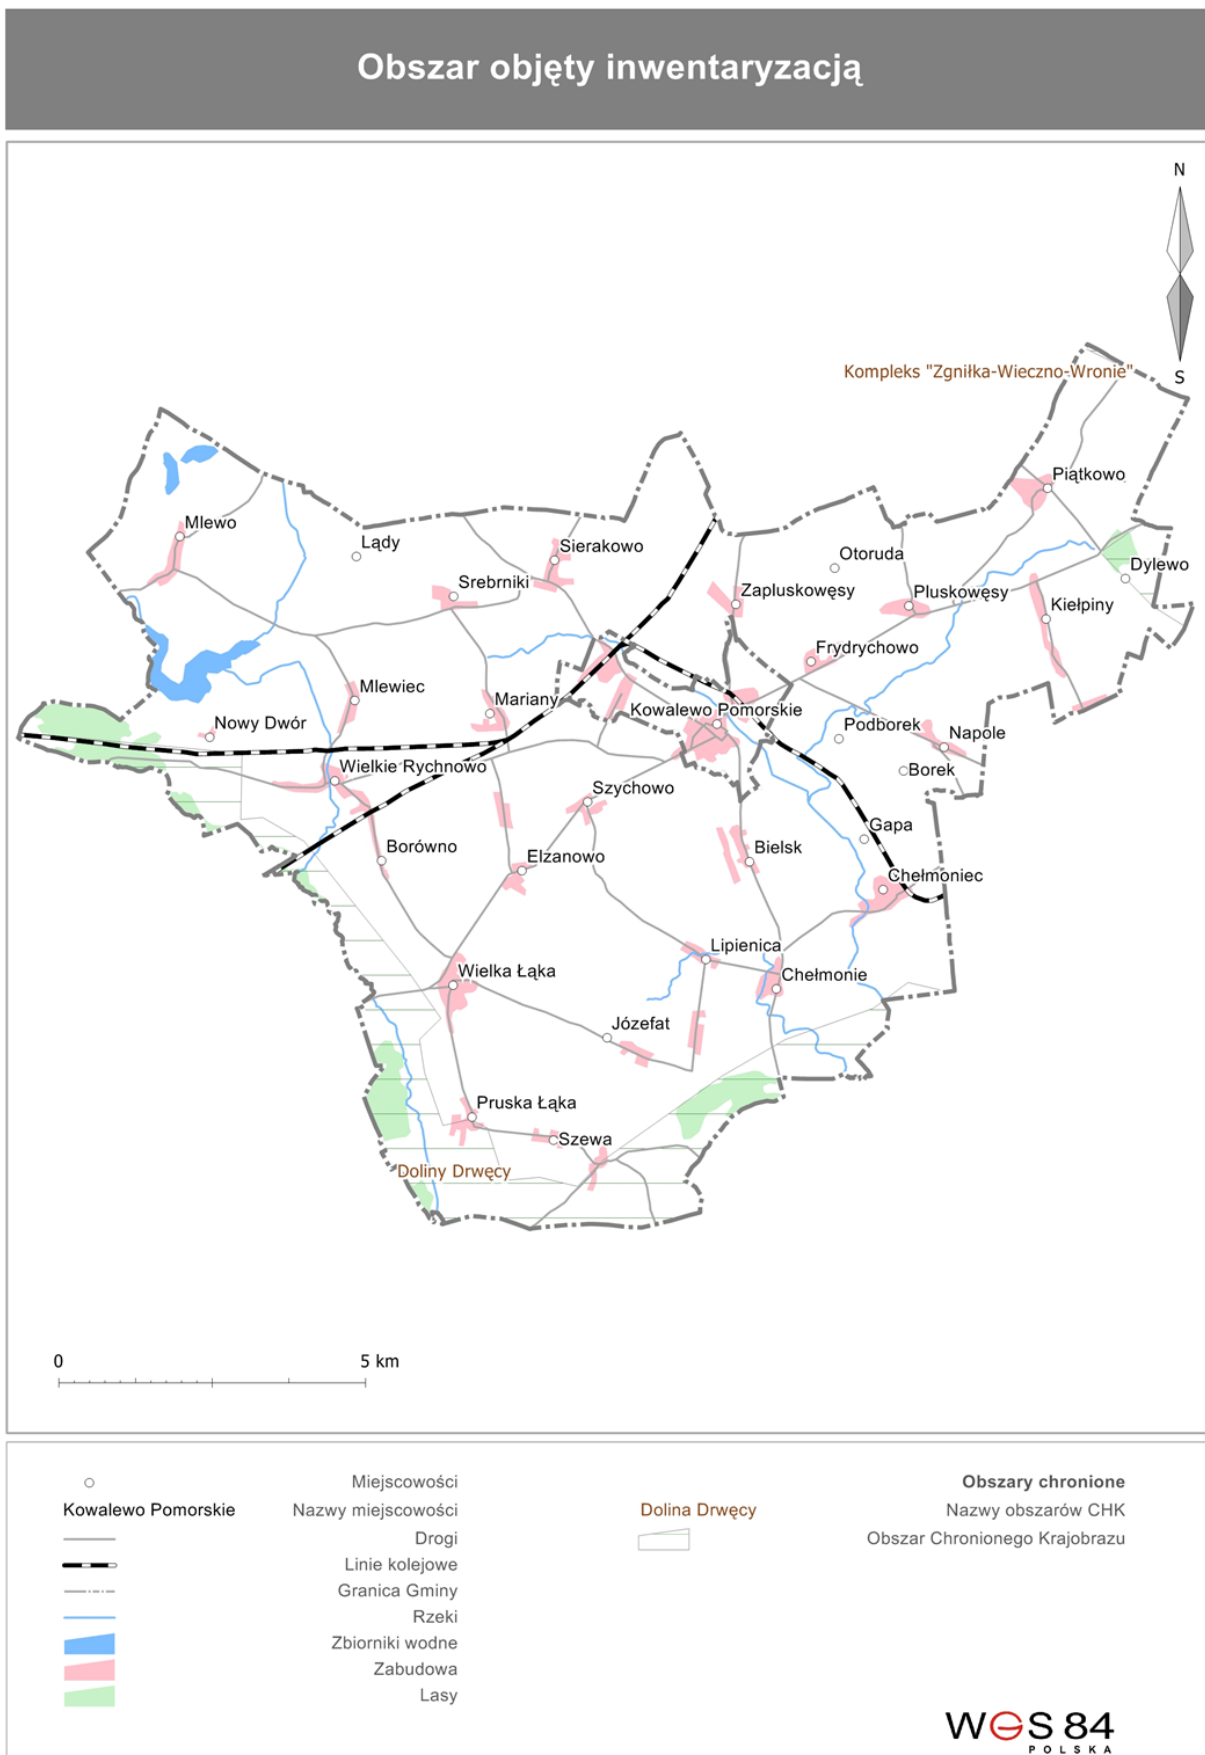 Obszar objęty inwentaryzacją
N
S
Kompleks "Zgniłka-Wieczno-Wronie"
Piątkowo
Mlewo
Lądy
Sierakowo
Otoruda
Dylewo
Srebrniki
Zapluskowęsy
Pluskowęsy
Kiełpiny
Frydrychowo
Mlewiec
Mariany
Kowalewo Pomorskie
Nowy Dwór
Podborek
Napole
Wielkie Rychnowo
Borek
Szychowo
Gapa
Borówno
Elzanowo
Bielsk
Chełmoniec
Lipienica
Wielka Łąka
Chełmonie
Józefat
Pruska Łąka
Szewa
Doliny Drwęcy
0 5 km
Miejscowości
Kowalewo Pomorskie Nazwy miejscowości
Drogi
Linie kolejowe
Granica Gminy
Rzeki
Zbiorniki wodne
Zabudowa
Lasy
Obszary chronione
Dolina Drwęcy Nazwy obszarów CHK
Obszar Chronionego Krajobrazu
WGS 84
POLSKA